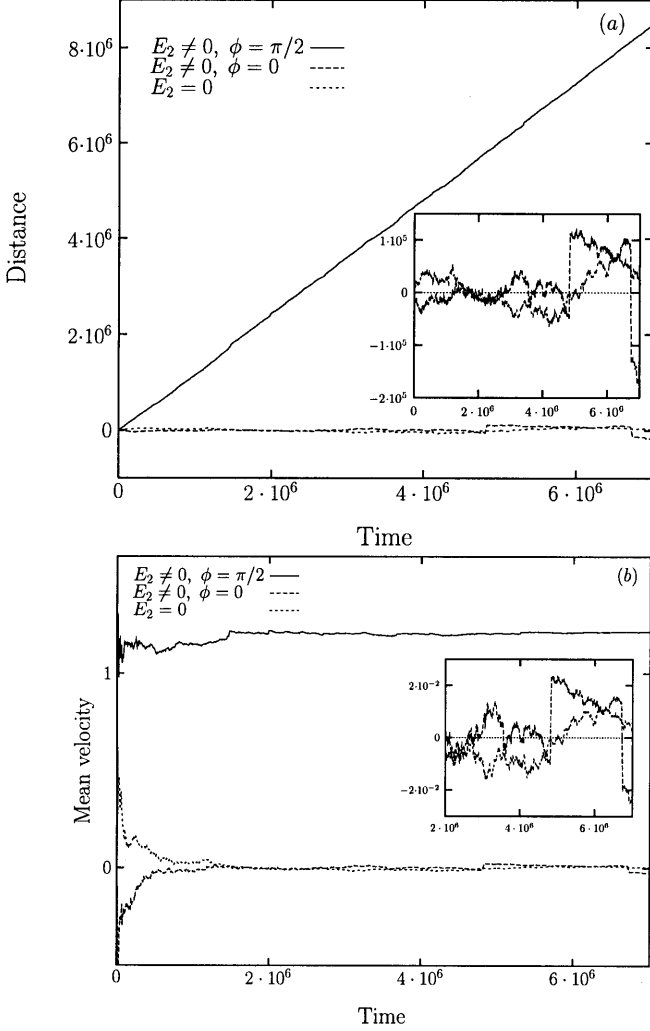 (a)
E₂ ≠ 0, ϕ = π/2
E₂ ≠ 0, ϕ = 0
E₂ = 0
8·10⁶
6·10⁶
4·10⁶
2·10⁶
0
Distance
1·10⁵
0
−1·10⁵
−2·10⁵
0 2·10⁶ 4·10⁶ 6·10⁶
0 2·10⁶ 4·10⁶ 6·10⁶
Time
(b)
E₂ ≠ 0, ϕ = π/2
E₂ ≠ 0, ϕ = 0
E₂ = 0
1
0
Mean velocity
2·10⁻²
0
−2·10⁻²
2·10⁶ 4·10⁶ 6·10⁶
0 2·10⁶ 4·10⁶ 6·10⁶
Time